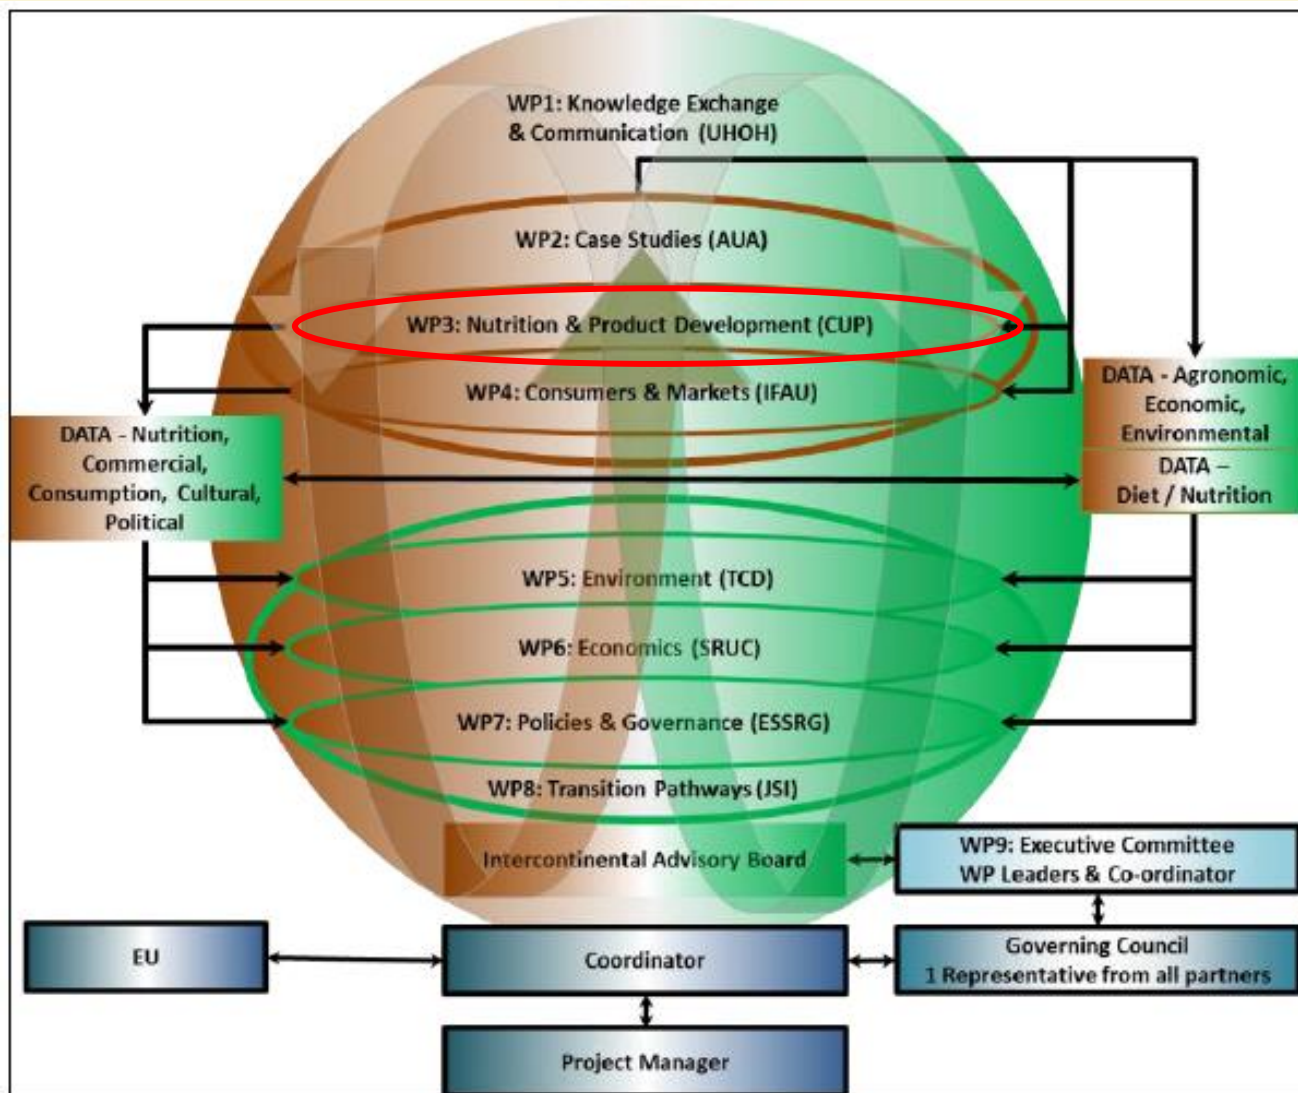 WP1: Knowledge Exchange
& Communication (UHOH)
WP2: Case Studies (AUA)
WP3: Nutrition & Product Development (CUP)
WP4: Consumers & Markets (IFAU)
DATA - Agronomic,
Economic,
Environmental
DATA –
Diet / Nutrition
DATA - Nutrition,
Commercial,
Consumption, Cultural,
Political
WP5: Environment (TCD)
WP6: Economics (SRUC)
WP7: Policies & Governance (ESSRG)
WP8: Transition Pathways (JSI)
Intercontinental Advisory Board
WP9: Executive Committee
WP Leaders & Co-ordinator
EU
Coordinator
Governing Council
1 Representative from all partners
Project Manager